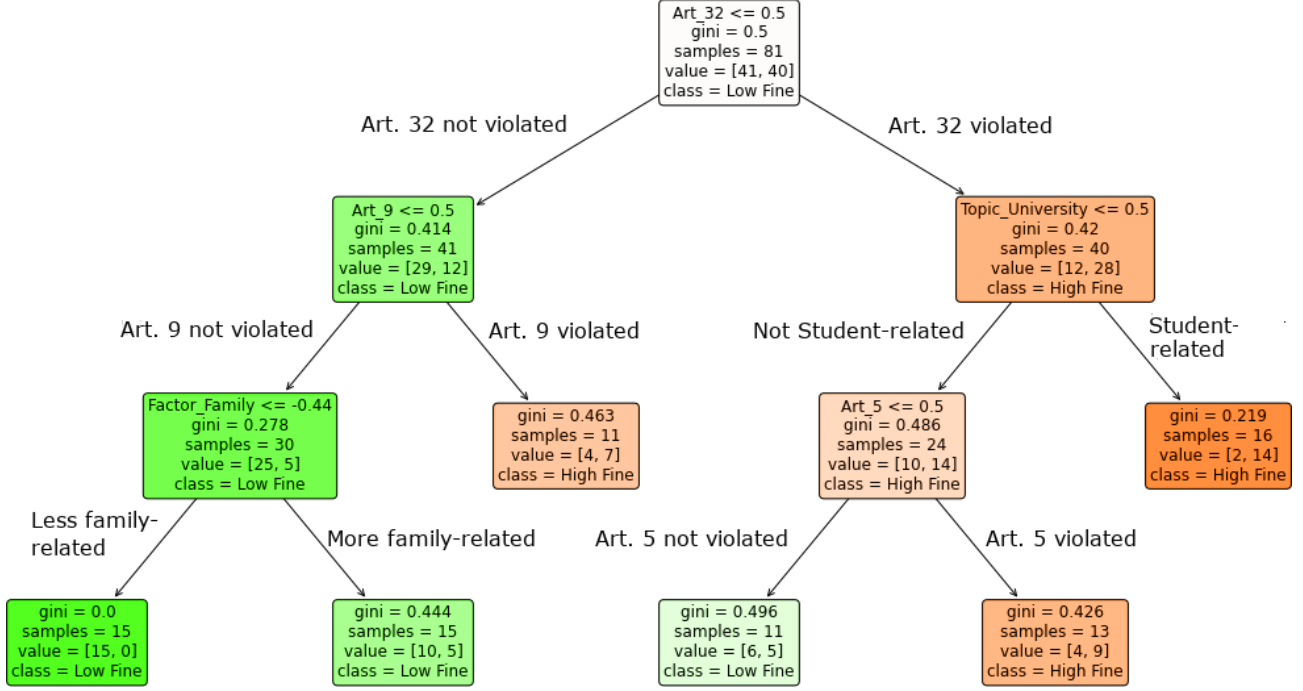 Art_32 <= 0.5
gini = 0.5
samples = 81
value = [41, 40]
class = Low Fine
Art. 32 not violated
Art. 32 violated
Art_9 <= 0.5
gini = 0.414
samples = 41
value = [29, 12]
class = Low Fine
Topic_University <= 0.5
gini = 0.42
samples = 40
value = [12, 28]
class = High Fine
Art. 9 not violated
Art. 9 violated
Not Student-related
Student-
related
Factor_Family <= -0.44
gini = 0.278
samples = 30
value = [25, 5]
class = Low Fine
gini = 0.463
samples = 11
value = [4, 7]
class = High Fine
Art_5 <= 0.5
gini = 0.486
samples = 24
value = [10, 14]
class = High Fine
gini = 0.219
samples = 16
value = [2, 14]
class = High Fine
Less family-
related
More family-related
Art. 5 not violated
Art. 5 violated
gini = 0.0
samples = 15
value = [15, 0]
class = Low Fine
gini = 0.444
samples = 15
value = [10, 5]
class = Low Fine
gini = 0.496
samples = 11
value = [6, 5]
class = Low Fine
gini = 0.426
samples = 13
value = [4, 9]
class = High Fine